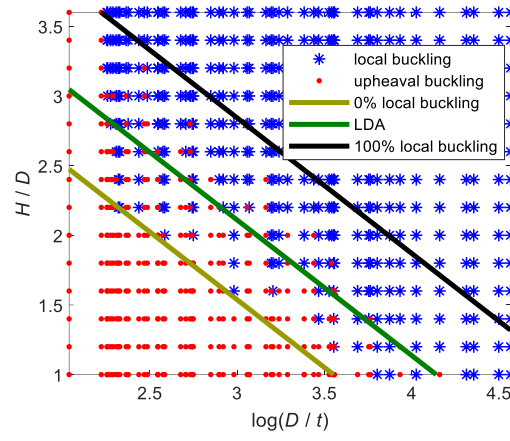 3.5
3
2.5
2
1.5
1
H / D
local buckling
upheaval buckling
0% local buckling
LDA
100% local buckling
2.5 3 3.5 4 4.5
log(D / t)